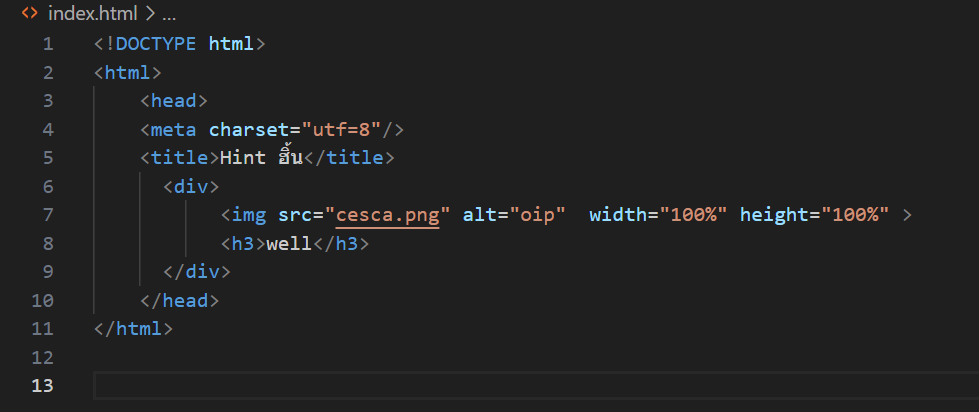 index.html > ...
1 <!DOCTYPE html>
2 <html>
3     <head>
4     <meta charset="utf=8"/>
5     <title>Hint ฮิ้น</title>
6       <div>
7            <img src="cesca.png" alt="oip"  width="100%" height="100%" >
8            <h3>well</h3>
9       </div>
10     </head>
11 </html>
12
13